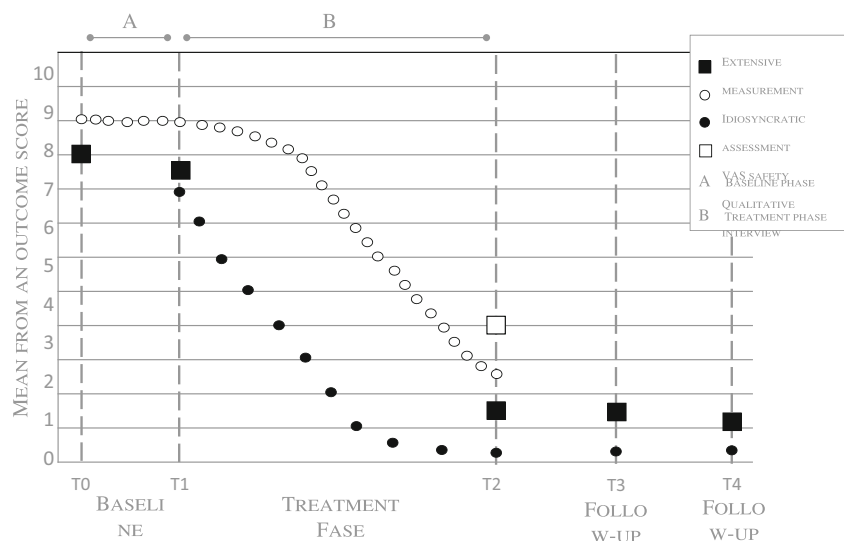 A
B
MEAN FROM AN OUTCOME SCORE
10
9
8
7
6
5
4
3
2
1
0
EXTENSIVE
MEASUREMENT
IDIOSYNCRATIC
ASSESSMENT
VAS SAFETY
A BASELINE PHASE
QUALITATIVE
B TREATMENT PHASE
INTERVIEW
T0
T1
T2
T3
T4
BASELI
NE
TREATMENT
FASE
FOLLO
W-UP
FOLLO
W-UP